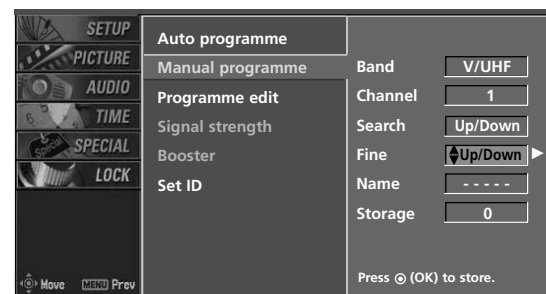 SETUP
PICTURE
AUDIO
TIME
SPECIAL
LOCK
Move MENU Prev
Auto programme
Manual programme
Programme edit
Signal strength
Booster
Set ID
Band V/UHF
Channel 1
Search Up/Down
Fine Up/Down
Name - - - - -
Storage 0
Press (OK) to store.